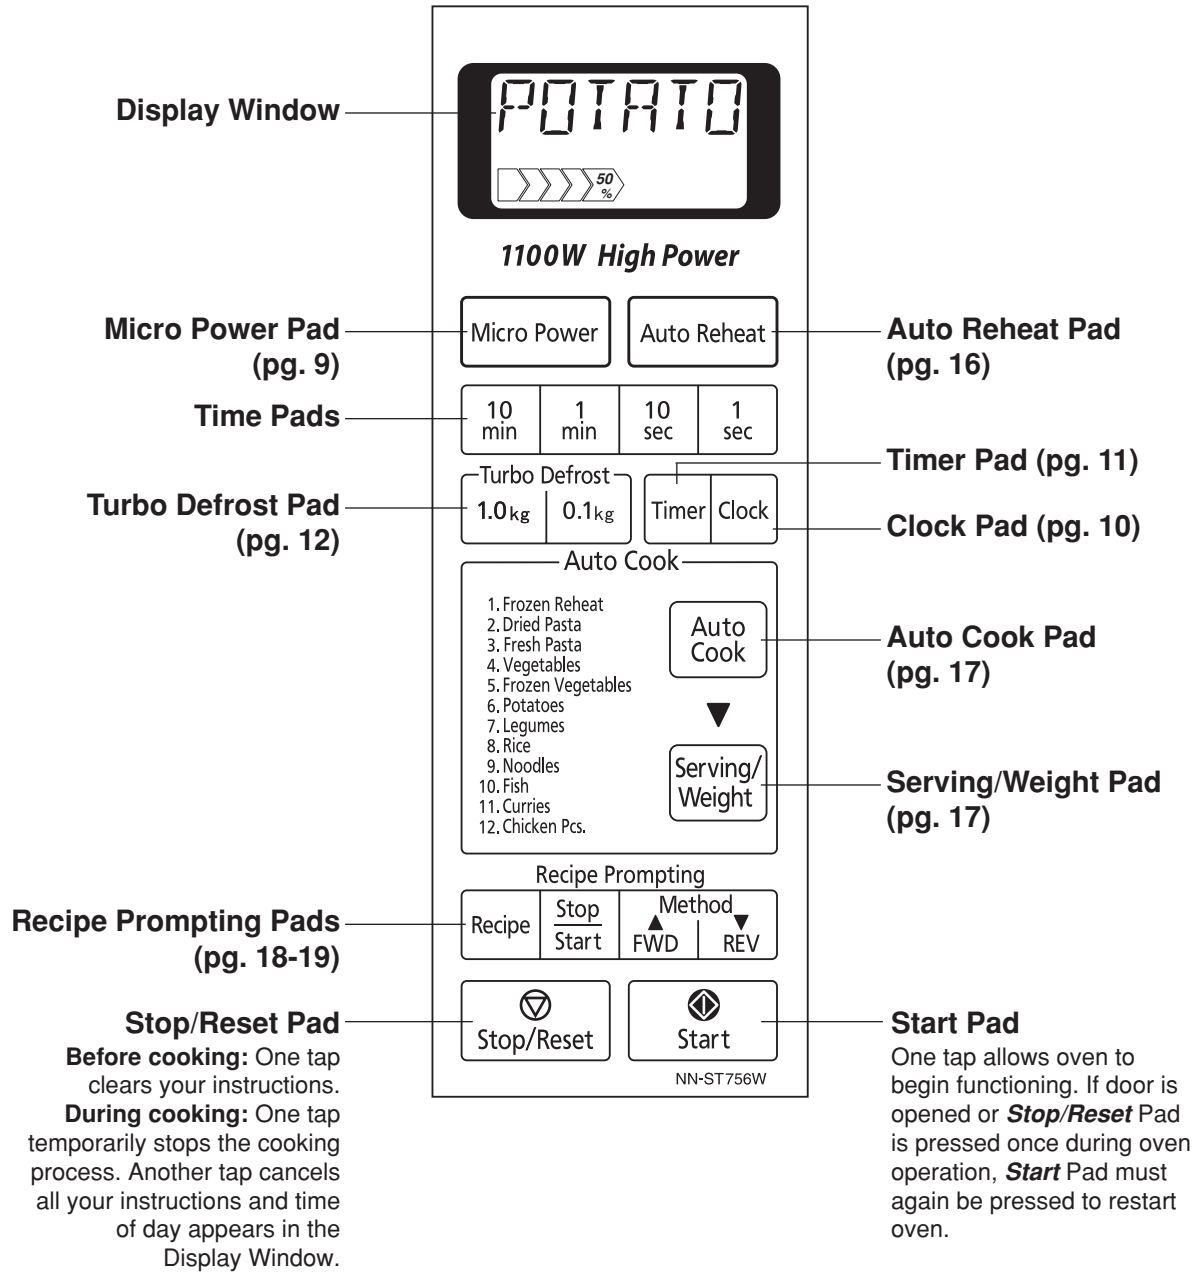 POTATO
Display Window
50
%
1100W High Power
Micro Power Pad
(pg. 9)
Micro Power
Auto Reheat
Auto Reheat Pad
(pg. 16)
Time Pads
10
min
1
min
10
sec
1
sec
Turbo Defrost
Timer Pad (pg. 11)
Turbo Defrost Pad
(pg. 12)
1.0 kg
0.1 kg
Timer
Clock
Clock Pad (pg. 10)
Auto Cook
1. Frozen Reheat
2. Dried Pasta
3. Fresh Pasta
4. Vegetables
5. Frozen Vegetables
6. Potatoes
7. Legumes
8. Rice
9. Noodles
10. Fish
11. Curries
12. Chicken Pcs.
Auto
Cook
Auto Cook Pad
(pg. 17)
▼
Serving/
Weight
Serving/Weight Pad
(pg. 17)
Recipe Prompting
Recipe Prompting Pads
(pg. 18-19)
Recipe
Stop
Start
Method
▲ ▼
FWD REV
Stop/Reset Pad
Before cooking: One tap
clears your instructions.
During cooking: One tap
temporarily stops the cooking
process. Another tap cancels
all your instructions and time
of day appears in the
Display Window.
Stop/Reset
Start
NN-ST756W
Start Pad
One tap allows oven to
begin functioning. If door is
opened or Stop/Reset Pad
is pressed once during oven
operation, Start Pad must
again be pressed to restart
oven.